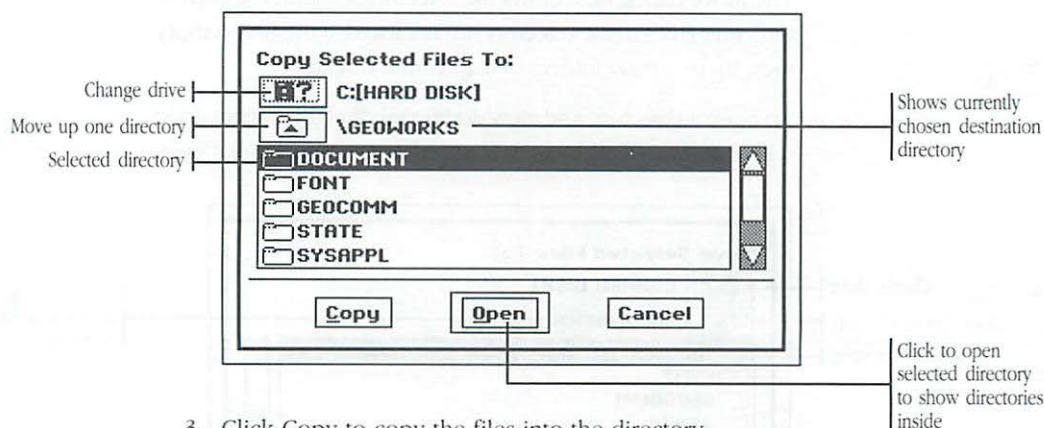 Copy Selected Files To:
Change drive
C:[HARD DISK]
Move up one directory
\GEOWORKS
Shows currently
chosen destination
directory
Selected directory
DOCUMENT
FONT
GEOCOMM
STATE
SYSAPPL
Copy
Open
Cancel
Click to open
selected directory
to show directories
inside
3. Click Copy to copy the files into the directory